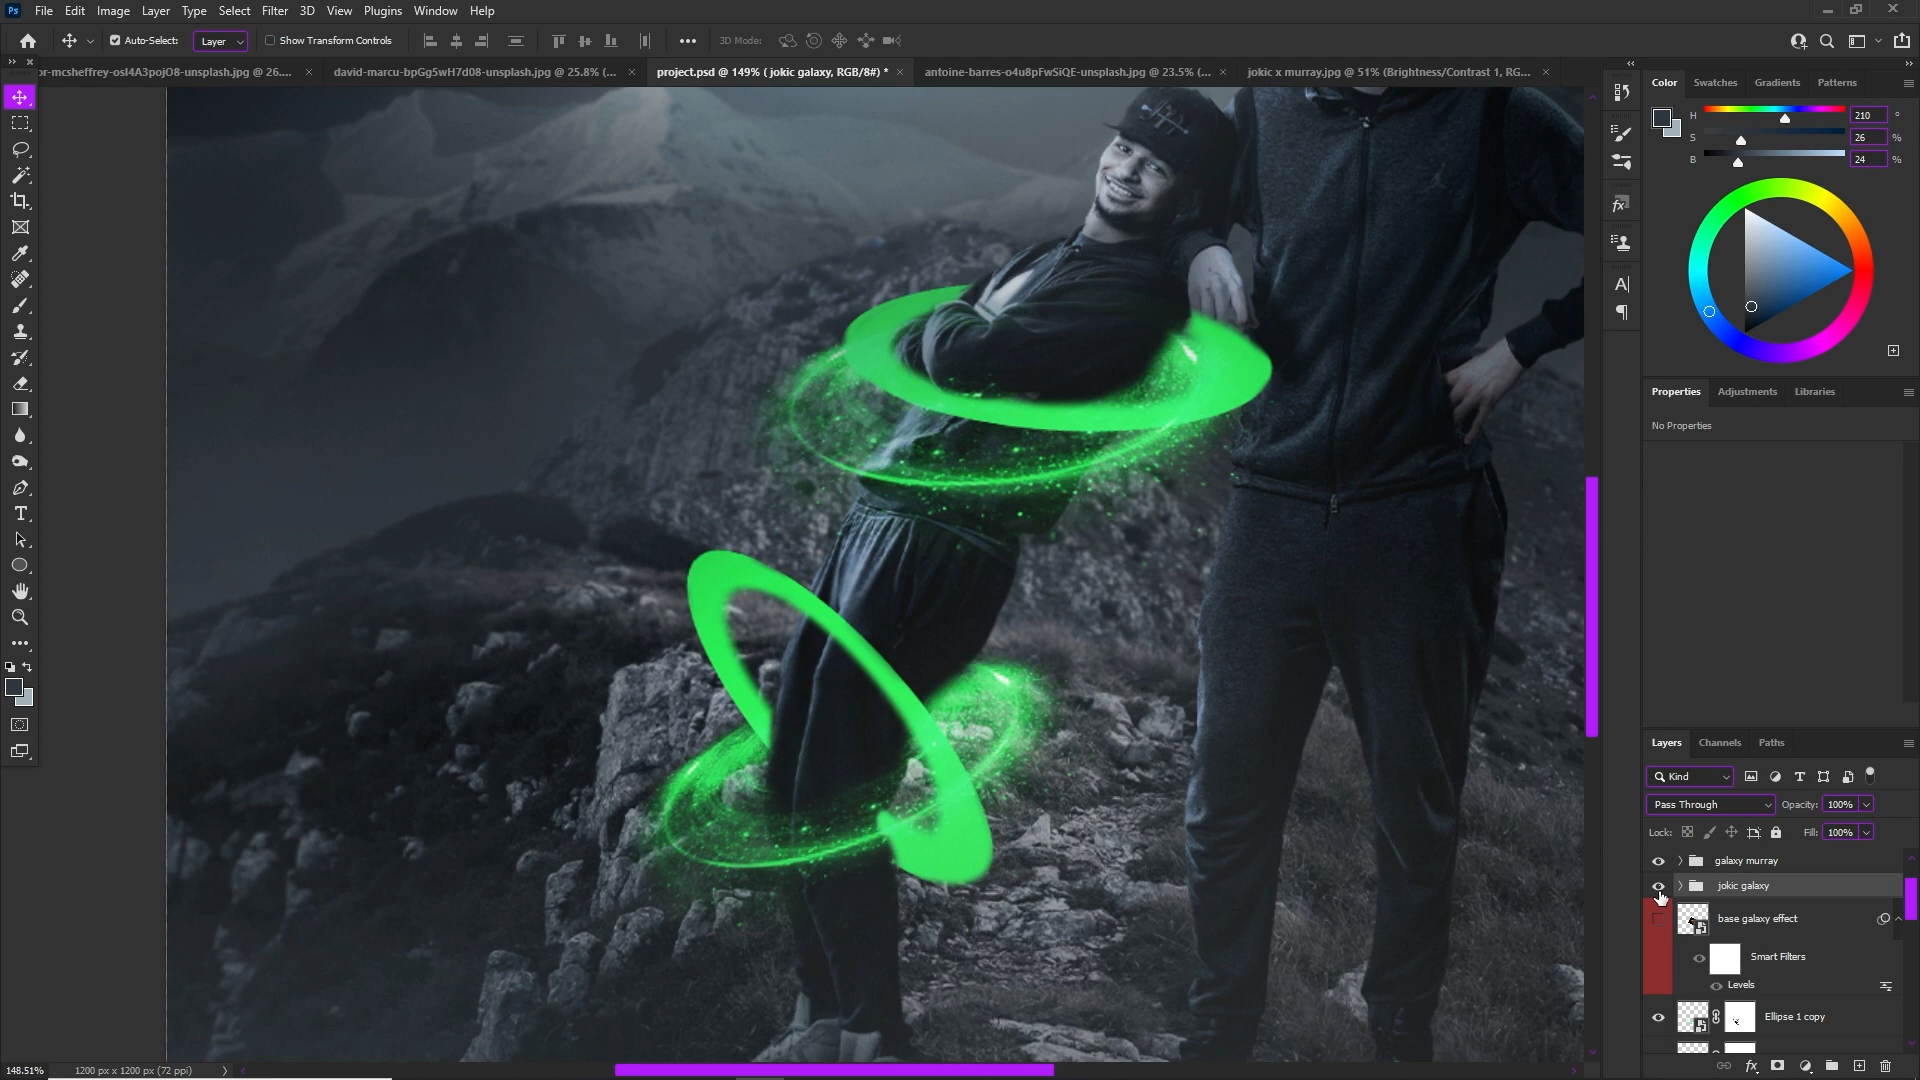 Ps File Edit Image Layer Type Select Filter 3D View Plugins Window Help
Auto-Select: Layer Show Transform Controls 3D Mode:
or-mcsheffrey-osI4A3pojO8-unsplash.jpg @ 26.... david-marcu-bpGg5wH7d08-unsplash.jpg @ 25.8% (... project.psd @ 149% ( jokic galaxy, RGB/8#) * antoine-barres-o4u8pFwSiQE-unsplash.jpg @ 23.5% (... jokic x murray.jpg @ 51% (Brightness/Contrast 1, RG...
Color Swatches Gradients Patterns
H 210 °
S 26 %
B 24 %
Properties Adjustments Libraries
No Properties
Layers Channels Paths
Kind
Pass Through Opacity: 100%
Lock: Fill: 100%
galaxy murray
jokic galaxy
base galaxy effect
Smart Filters
Levels
Ellipse 1 copy
148.51% 1200 px x 1200 px (72 ppi)